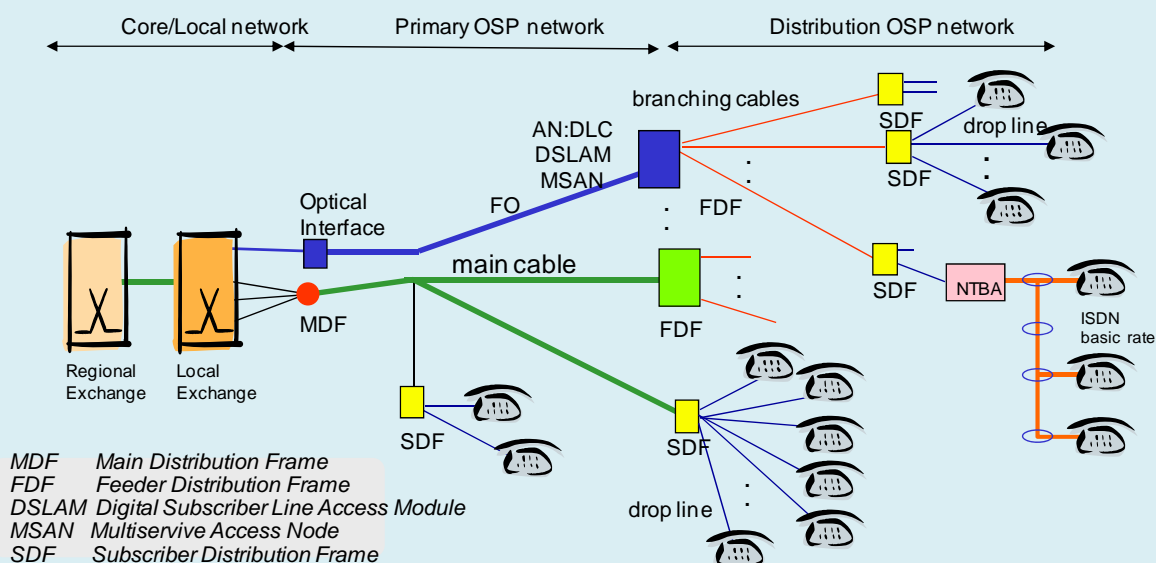 Core/Local network
Primary OSP network
Distribution OSP network
branching cables
SDF
drop line
AN:DLC
DSLAM
MSAN
SDF
FDF
FO
Optical
Interface
main cable
SDF
NTBA
MDF
FDF
ISDN
basic rate
Regional
Exchange
Local
Exchange
SDF
SDF
drop line
MDF Main Distribution Frame
FDF Feeder Distribution Frame
DSLAM Digital Subscriber Line Access Module
MSAN Multiservive Access Node
SDF Subscriber Distribution Frame